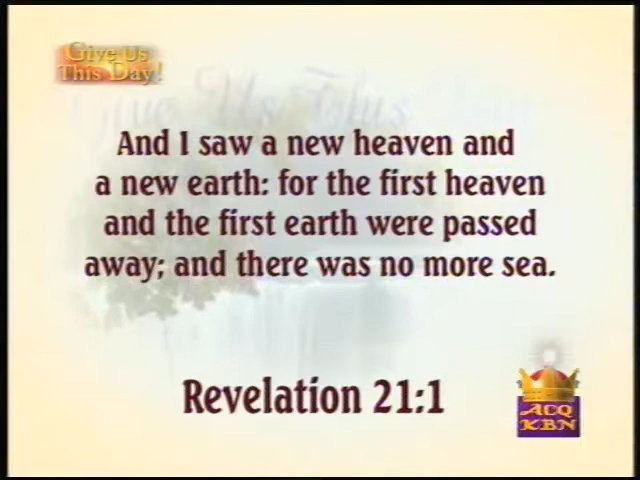 Give Us
This Day!
And I saw a new heaven and
a new earth: for the first heaven
and the first earth were passed
away; and there was no more sea.
Revelation 21:1
ACQ
KBN